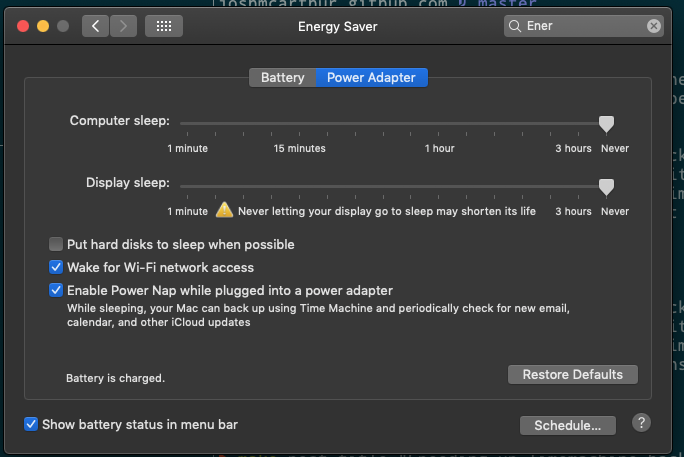 joshmcarthur.github.com master
Energy Saver
Ener
Battery
Power Adapter
Computer sleep:
1 minute
15 minutes
1 hour
3 hours
Never
Display sleep:
1 minute
Never letting your display go to sleep may shorten its life
3 hours
Never
Put hard disks to sleep when possible
Wake for Wi-Fi network access
Enable Power Nap while plugged into a power adapter
While sleeping, your Mac can back up using Time Machine and periodically check for new email,
calendar, and other iCloud updates
Battery is charged.
Restore Defaults
Show battery status in menu bar
Schedule...
?